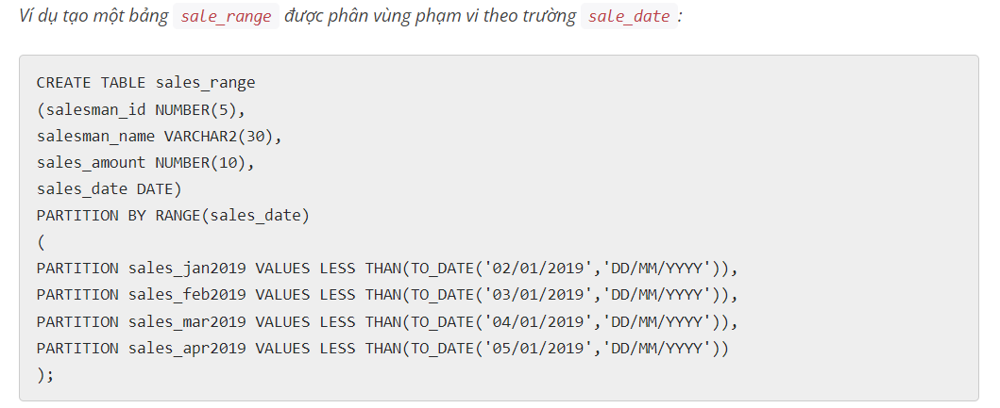 Ví dụ tạo một bảng sale_range được phân vùng phạm vi theo trường sale_date :
CREATE TABLE sales_range
(salesman_id NUMBER(5),
salesman_name VARCHAR2(30),
sales_amount NUMBER(10),
sales_date DATE)
PARTITION BY RANGE(sales_date)
(
PARTITION sales_jan2019 VALUES LESS THAN(TO_DATE('02/01/2019','DD/MM/YYYY')),
PARTITION sales_feb2019 VALUES LESS THAN(TO_DATE('03/01/2019','DD/MM/YYYY')),
PARTITION sales_mar2019 VALUES LESS THAN(TO_DATE('04/01/2019','DD/MM/YYYY')),
PARTITION sales_apr2019 VALUES LESS THAN(TO_DATE('05/01/2019','DD/MM/YYYY'))
);